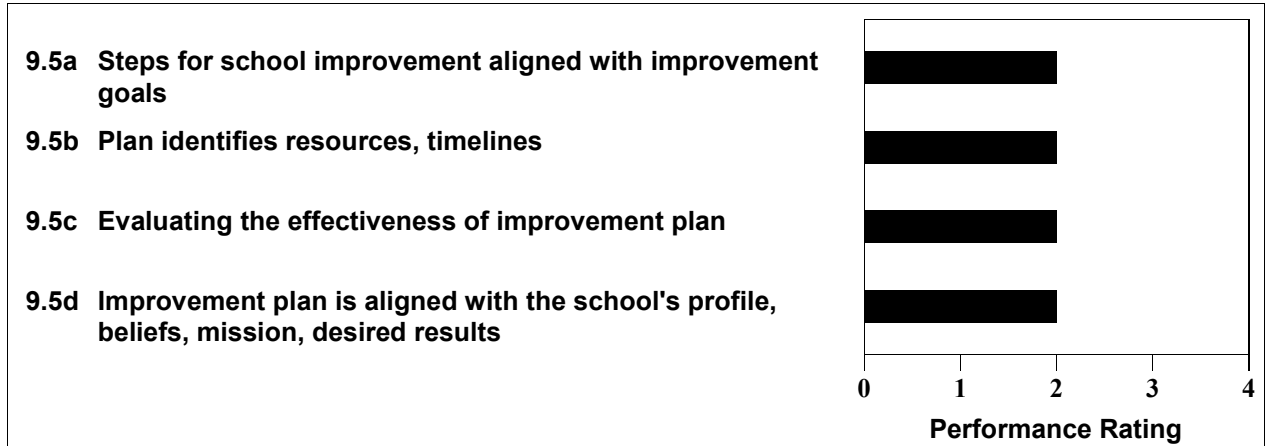 9.5a Steps for school improvement aligned with improvement
goals
9.5b Plan identifies resources, timelines
9.5c Evaluating the effectiveness of improvement plan
9.5d Improvement plan is aligned with the school's profile,
beliefs, mission, desired results
0 1 2 3 4
Performance Rating